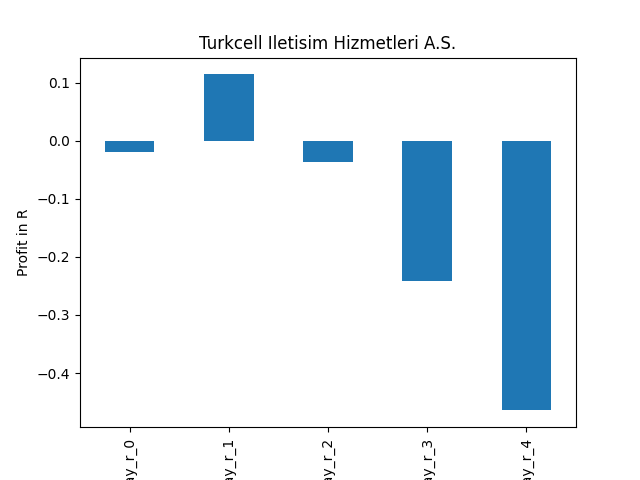 Turkcell Iletisim Hizmetleri A.S.
Profit in R
0.1
0.0
−0.1
−0.2
−0.3
−0.4
ay_r_0
ay_r_1
ay_r_2
ay_r_3
ay_r_4